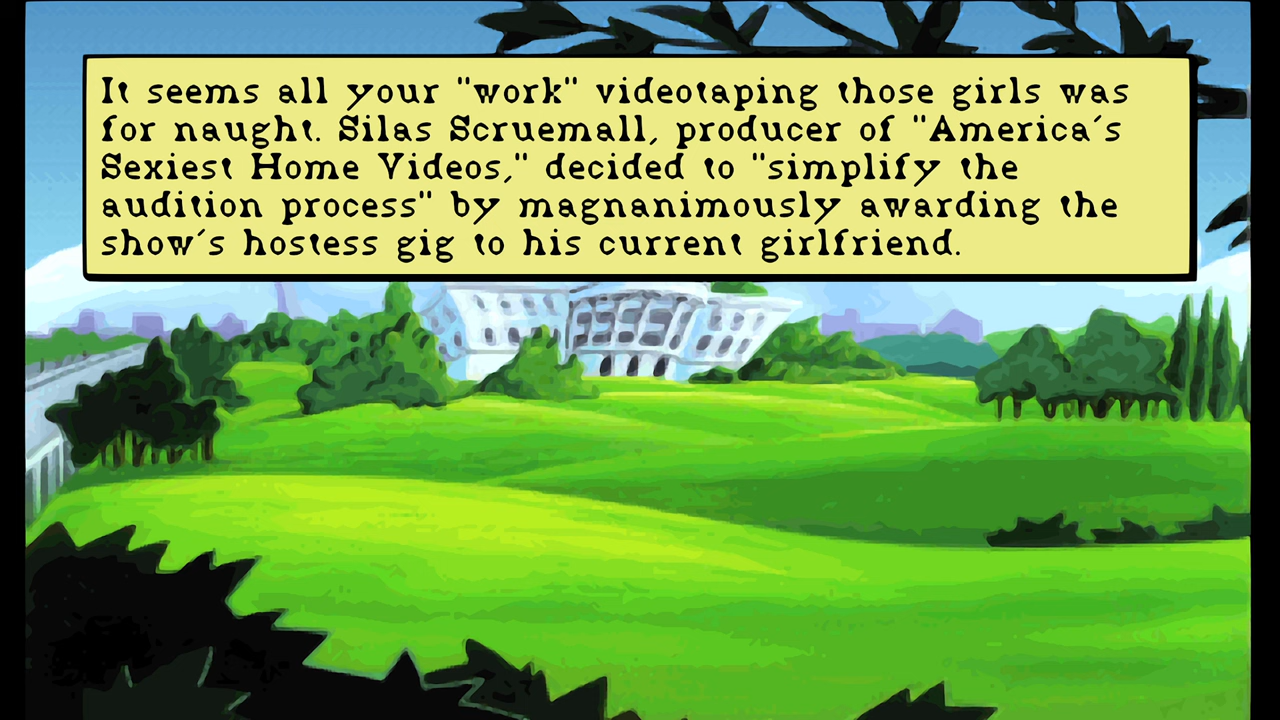 It seems all your "work" videotaping those girls was
for naught. Silas Scruemall, producer of "America's
Sexiest Home Videos," decided to "simplify the
audition process" by magnanimously awarding the
show's hostess gig to his current girlfriend.